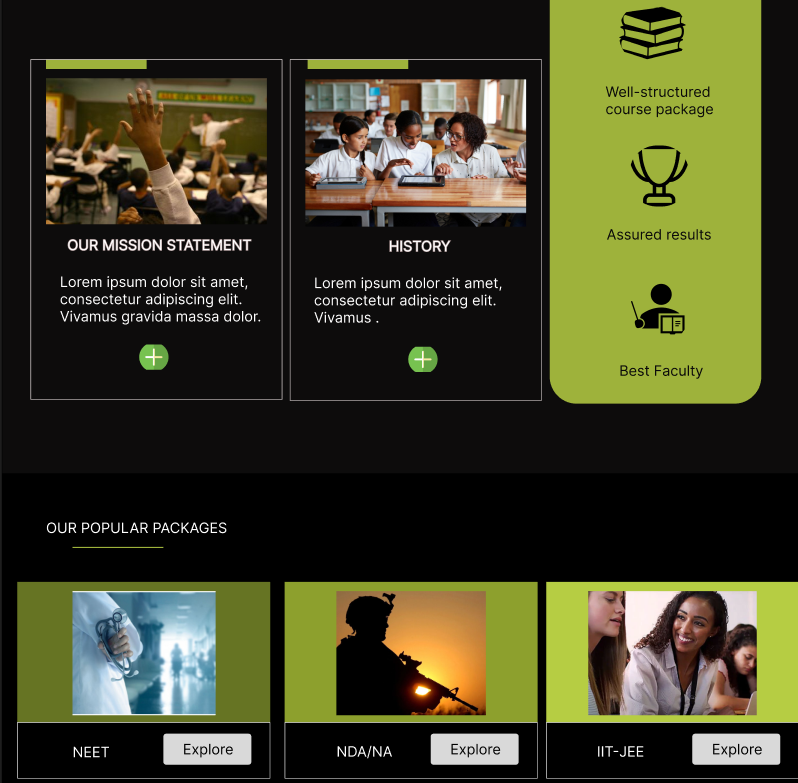 Well-structured
course package
Assured results
Best Faculty
OUR MISSION STATEMENT
Lorem ipsum dolor sit amet,
consectetur adipiscing elit.
Vivamus gravida massa dolor.
HISTORY
Lorem ipsum dolor sit amet,
consectetur adipiscing elit.
Vivamus .
OUR POPULAR PACKAGES
NEET
Explore
NDA/NA
Explore
IIT-JEE
Explore